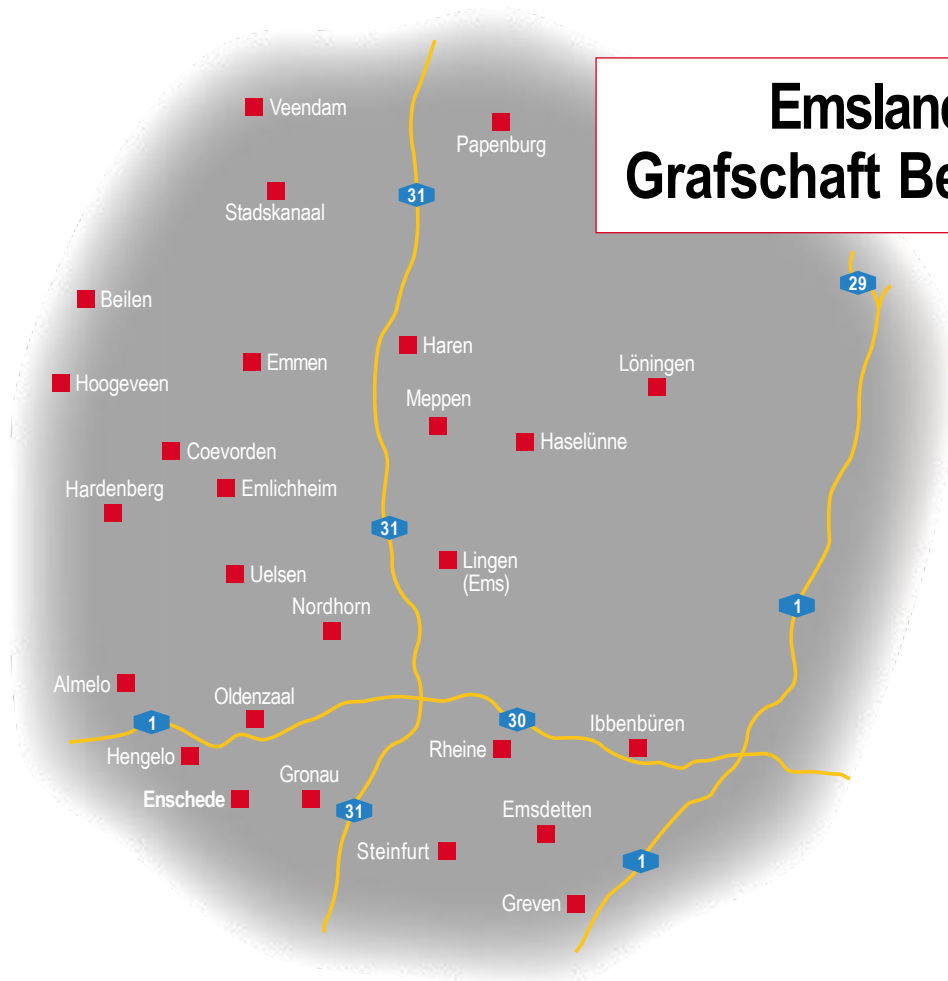 Emslan
Grafschaft Be
Veendam
Papenburg
31
Stadskanaal
29
Beilen
Haren
Emmen
Löningen
Hoogeveen
Meppen
Haselünne
Coevorden
Hardenberg
Emlichheim
31
Lingen
(Ems)
Uelsen
Nordhorn
1
Almelo
Oldenzaal
1
30
Ibbenbüren
Hengelo
Rheine
Gronau
Enschede
31
Emsdetten
Steinfurt
1
Greven